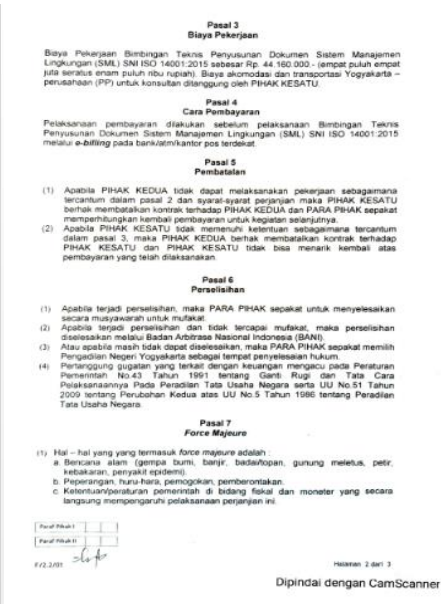 Pasal 3
Biaya Pekerjaan
Biaya Pekerjaan Bimbingan Teknis Penyusunan Dokumen Sistem Manajemen
Lingkungan (SML) SNI ISO 14001:2015 sebesar Rp. 44.160.000,- (empat puluh empat
juta seratus enam puluh ribu rupiah). Biaya akomodasi dan transportasi Yogyakarta –
perusahaan (PP) untuk konsultan ditanggung oleh PIHAK KESATU.
Pasal 4
Cara Pembayaran
Pelaksanaan pembayaran dilakukan sebelum pelaksanaan Bimbingan Teknis
Penyusunan Dokumen Sistem Manajemen Lingkungan (SML) SNI ISO 14001:2015
melalui e-billing pada bank/atm/kantor pos terdekat.
Pasal 5
Pembatalan
(1) Apabila PIHAK KEDUA tidak dapat melaksanakan pekerjaan sebagaimana
tercantum dalam pasal 2 dan syarat-syarat perjanjian maka PIHAK KESATU
berhak membatalkan kontrak terhadap PIHAK KEDUA dan PARA PIHAK sepakat
memperhitungkan kembali pembayaran untuk kegiatan selanjutnya.
(2) Apabila PIHAK KESATU tidak memenuhi ketentuan sebagaimana tercantum
dalam pasal 3, maka PIHAK KEDUA berhak membatalkan kontrak terhadap
PIHAK KESATU dan PIHAK KESATU tidak bisa menarik kembali atas
pembayaran yang telah dilaksanakan.
Pasal 6
Perselisihan
(1) Apabila terjadi perselisihan, maka PARA PIHAK sepakat untuk menyelesaikan
secara musyawarah untuk mufakat.
(2) Apabila terjadi perselisihan dan tidak tercapai mufakat, maka perselisihan
diselesaikan melalui Badan Arbitrase Nasional Indonesia (BANI).
(3) Atau apabila masih tidak dapat diselesaikan, maka PARA PIHAK sepakat memilih
Pengadilan Negeri Yogyakarta sebagai tempat penyelesaian hukum.
(4) Pertanggung gugatan yang terkait dengan keuangan mengacu pada Peraturan
Pemerintah No.43 Tahun 1991 tentang Ganti Rugi dan Tata Cara
Pelaksanaannya Pada Peradilan Tata Usaha Negara serta UU No.51 Tahun
2009 tentang Perubahan Kedua atas UU No.5 Tahun 1986 tentang Peradilan
Tata Usaha Negara.
Pasal 7
Force Majeure
(1) Hal – hal yang yang termasuk force majeure adalah :
a. Bencana alam (gempa bumi, banjir, badai/topan, gunung meletus, petir,
kebakaran, penyakit epidemi).
b. Peperangan, huru-hara, pemogokan, pemberontakan.
c. Ketentuan/peraturan pemerintah di bidang fiskal dan moneter yang secara
langsung mempengaruhi pelaksanaan perjanjian ini.
Paraf Pihak I
Paraf Pihak II
F/2.2/01
Halaman 2 dari 3
Dipindai dengan CamScanner